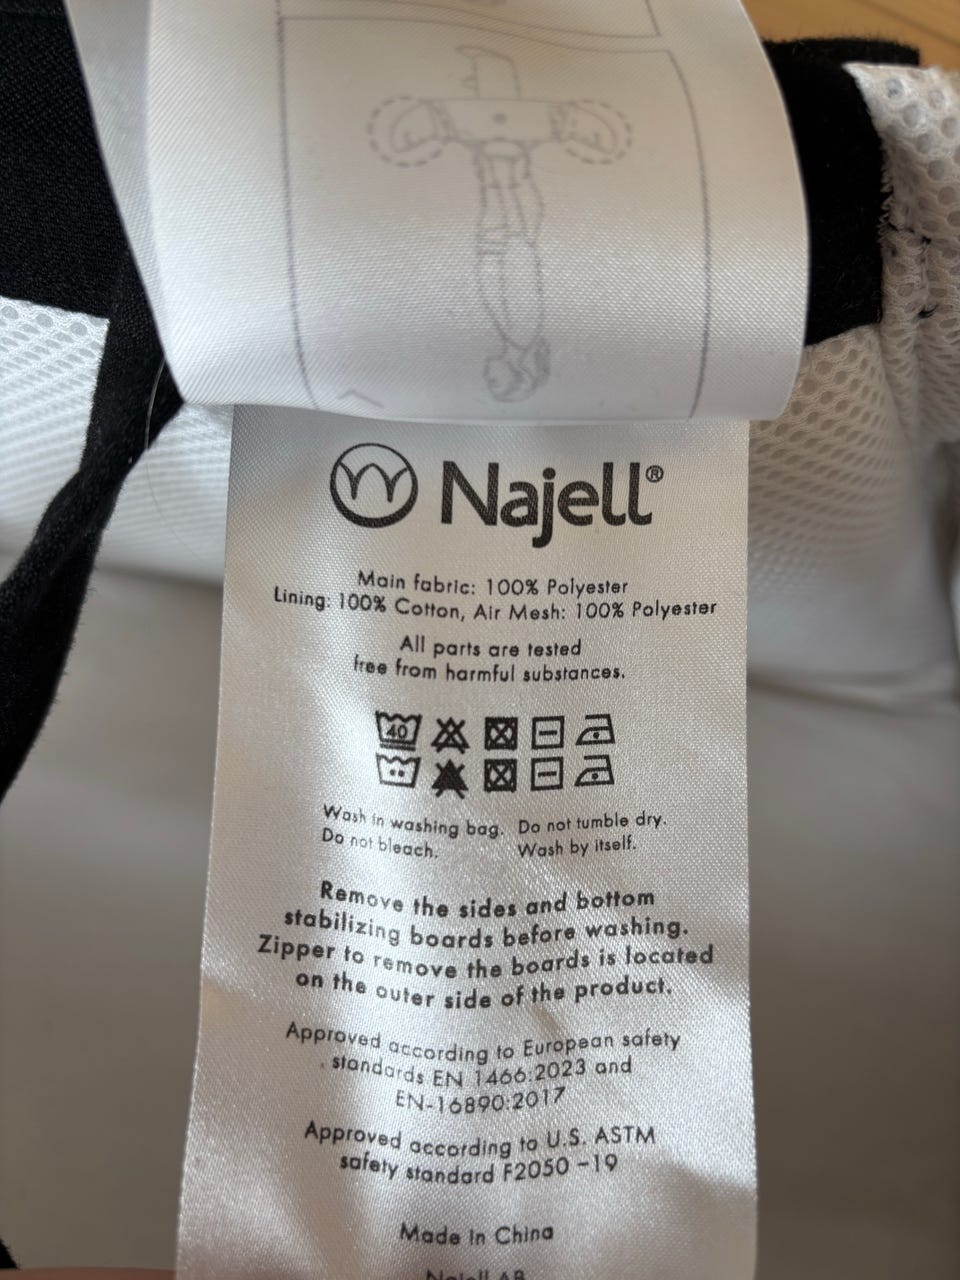 Najell®
Main fabric: 100% Polyester
Lining: 100% Cotton, Air Mesh: 100% Polyester
All parts are tested
free from harmful substances.
40
Wash in washing bag. Do not tumble dry.
Do not bleach. Wash by itself.
Remove the sides and bottom
stabilizing boards before washing.
Zipper to remove the boards is located
on the outer side of the product.
Approved according to European safety
standards EN 1466:2023 and
EN-16890:2017
Approved according to U.S. ASTM
safety standard F2050 -19
Made in China
Najell AB